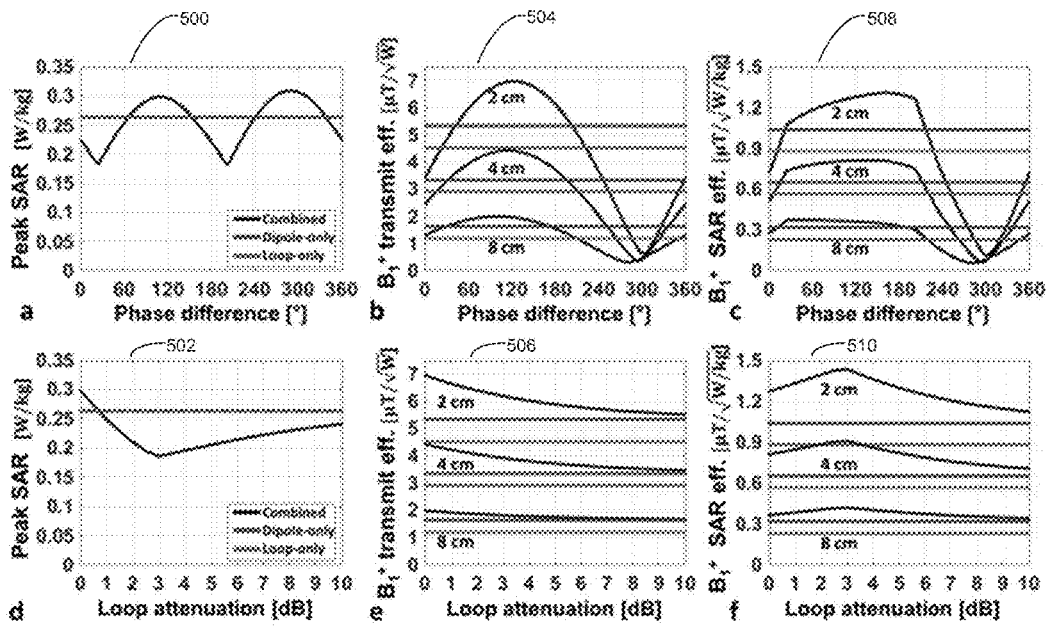 500
Peak SAR [W/kg]
0.35
0.3
0.25
0.2
0.15
0.1
0.05
0
Combined
Dipole-only
Loop-only
0 60 120 180 240 300 360
a
Phase difference [°]
504
B₁⁺ transmit eff. [µT/√W]
7
6
5
4
3
2
1
0
2 cm
4 cm
8 cm
0 60 120 180 240 300 360
b
Phase difference [°]
508
B₁⁺ SAR eff. [µT/√W/kg]
1.5
1.2
0.9
0.6
0.3
0
2 cm
4 cm
8 cm
0 60 120 180 240 300 360
c
Phase difference [°]
502
Peak SAR [W/kg]
0.35
0.3
0.25
0.2
0.15
0.1
0.05
0
Combined
Dipole-only
Loop-only
0 1 2 3 4 5 6 7 8 9 10
d
Loop attenuation [dB]
506
B₁⁺ transmit eff. [µT/√W]
7
6
5
4
3
2
1
0
2 cm
4 cm
8 cm
0 1 2 3 4 5 6 7 8 9 10
e
Loop attenuation [dB]
510
B₁⁺ SAR eff. [µT/√W/kg]
1.5
1.2
0.9
0.6
0.3
0
2 cm
4 cm
8 cm
0 1 2 3 4 5 6 7 8 9 10
f
Loop attenuation [dB]